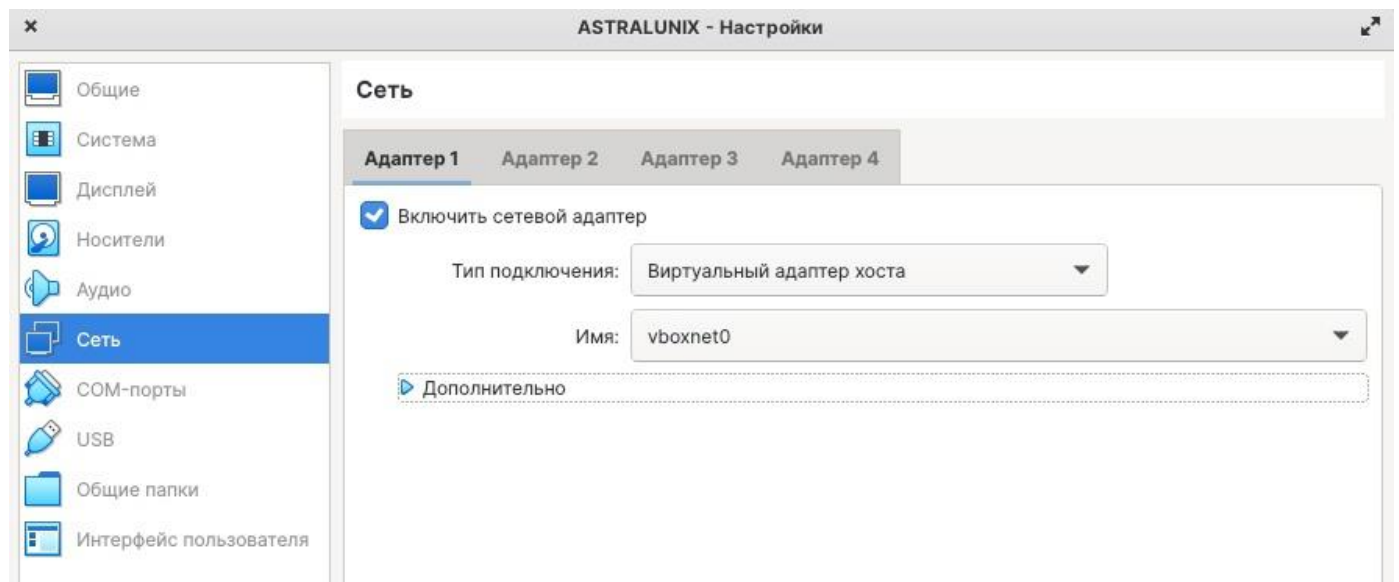 ASTRALUNIX - Настройки
Общие
Система
Дисплей
Носители
Аудио
Сеть
COM-порты
USB
Общие папки
Интерфейс пользователя
Сеть
Адаптер 1 Адаптер 2 Адаптер 3 Адаптер 4
Включить сетевой адаптер
Тип подключения: Виртуальный адаптер хоста
Имя: vboxnet0
Дополнительно